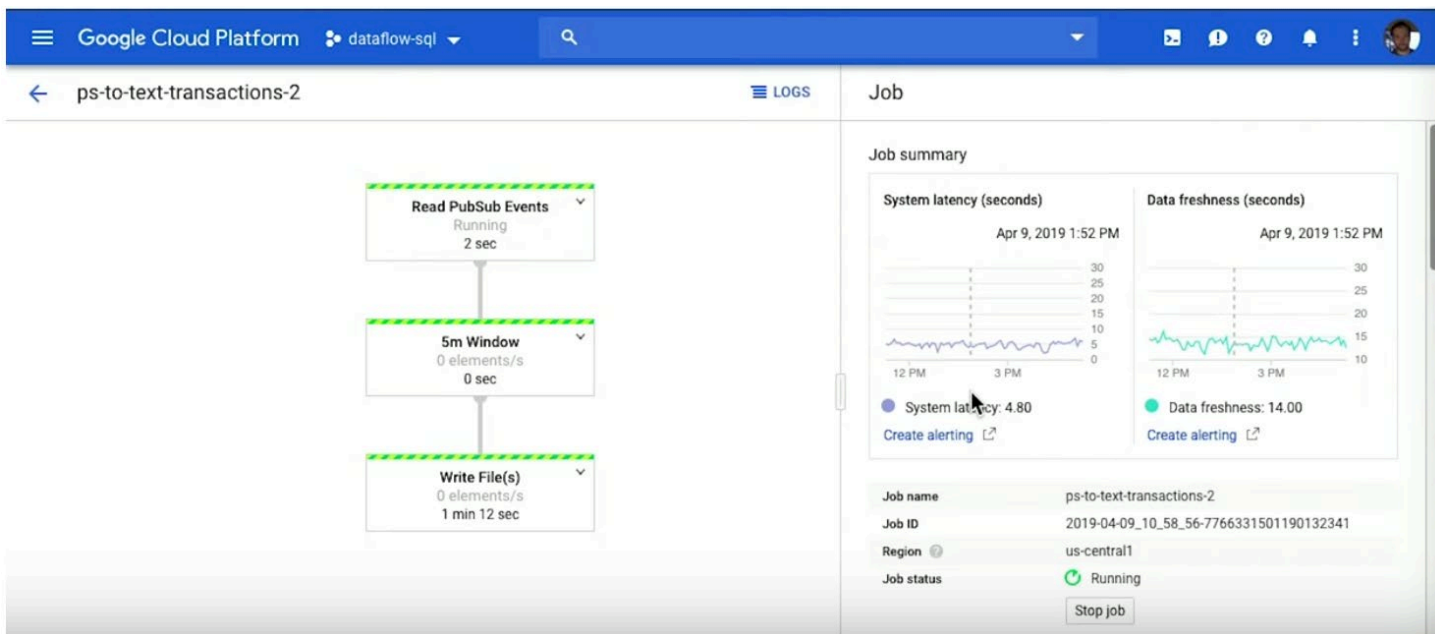 Google Cloud Platform dataflow-sql
ps-to-text-transactions-2 LOGS
Read PubSub Events
Running
2 sec
5m Window
0 elements/s
0 sec
Write File(s)
0 elements/s
1 min 12 sec
Job
Job summary
System latency (seconds)
Apr 9, 2019 1:52 PM
30
25
20
15
10
5
0
12 PM 3 PM
System latency: 4.80
Create alerting
Data freshness (seconds)
Apr 9, 2019 1:52 PM
30
25
20
15
10
12 PM 3 PM
Data freshness: 14.00
Create alerting
Job name ps-to-text-transactions-2
Job ID 2019-04-09_10_58_56-7766331501190132341
Region us-central1
Job status Running
Stop job